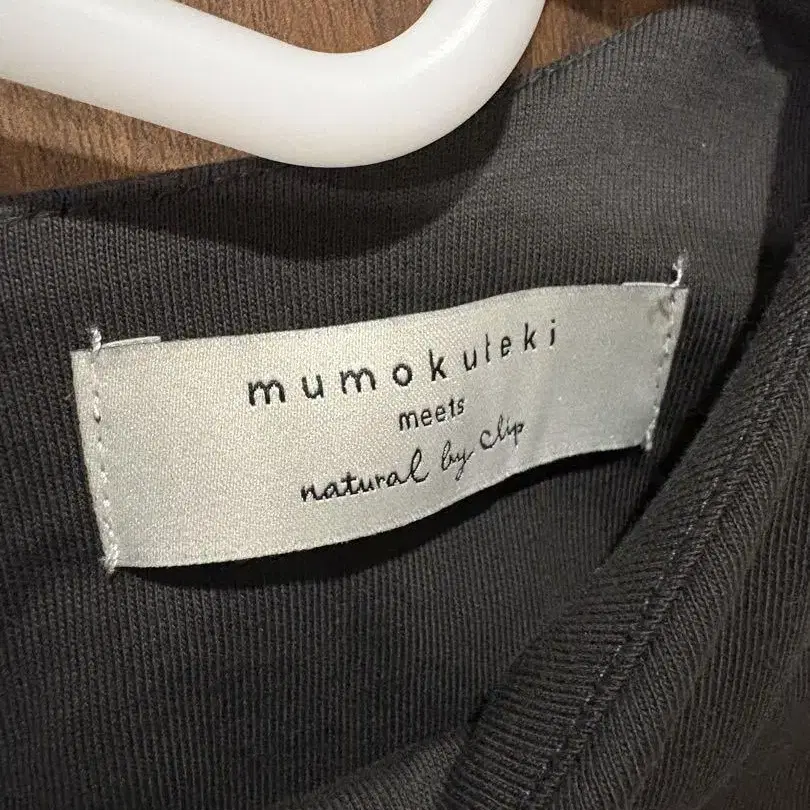 mumokuteki
meets
natural by clip